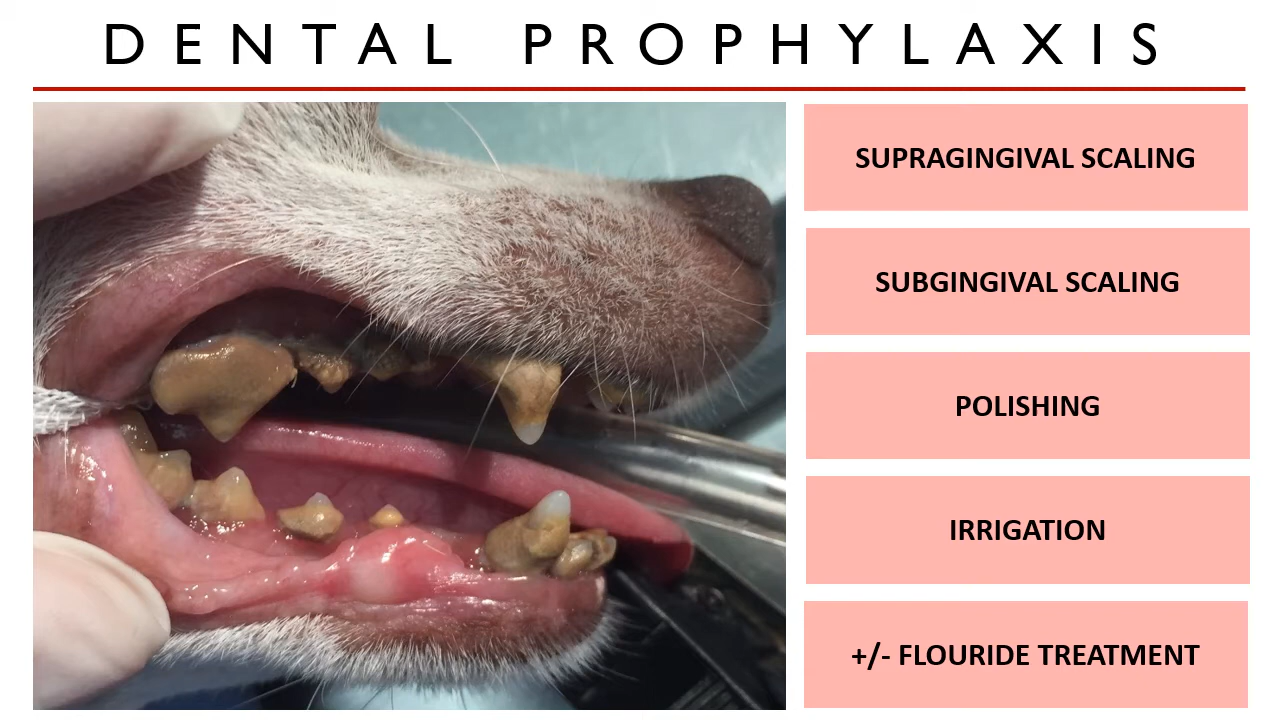 DENTAL PROPHYLAXIS
SUPRAGINGIVAL SCALING
SUBGINGIVAL SCALING
POLISHING
IRRIGATION
+/- FLOURIDE TREATMENT